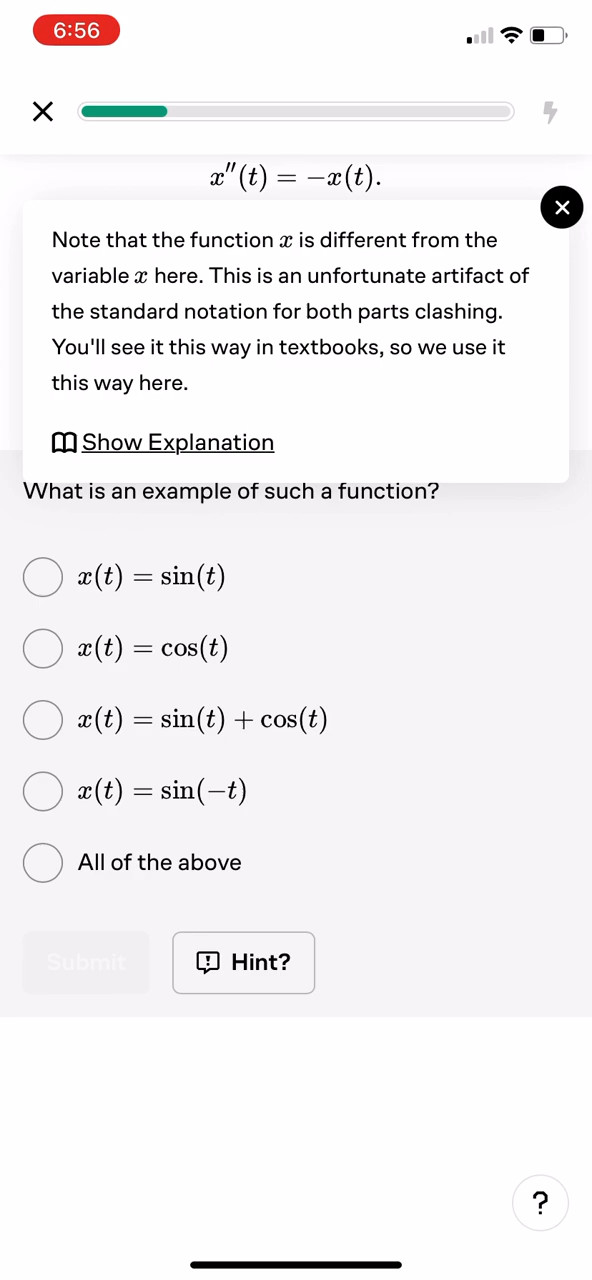 6:56
x″(t) = −x(t).
Note that the function x is different from the
variable x here. This is an unfortunate artifact of
the standard notation for both parts clashing.
You'll see it this way in textbooks, so we use it
this way here.
Show Explanation
What is an example of such a function?
x(t) = sin(t)
x(t) = cos(t)
x(t) = sin(t) + cos(t)
x(t) = sin(−t)
All of the above
Submit
Hint?
?